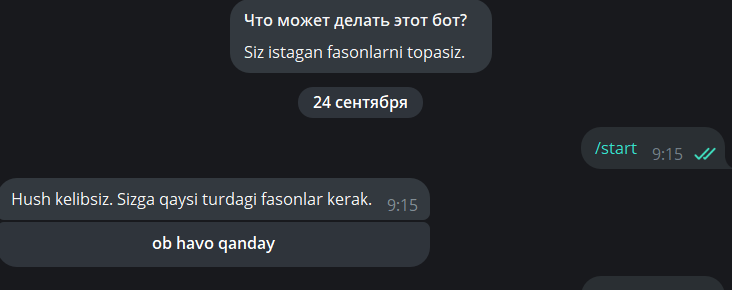 Что может делать этот бот?
Siz istagan fasonlarni topasiz.
24 сентября
/start 9:15
Hush kelibsiz. Sizga qaysi turdagi fasonlar kerak. 9:15
ob havo qanday